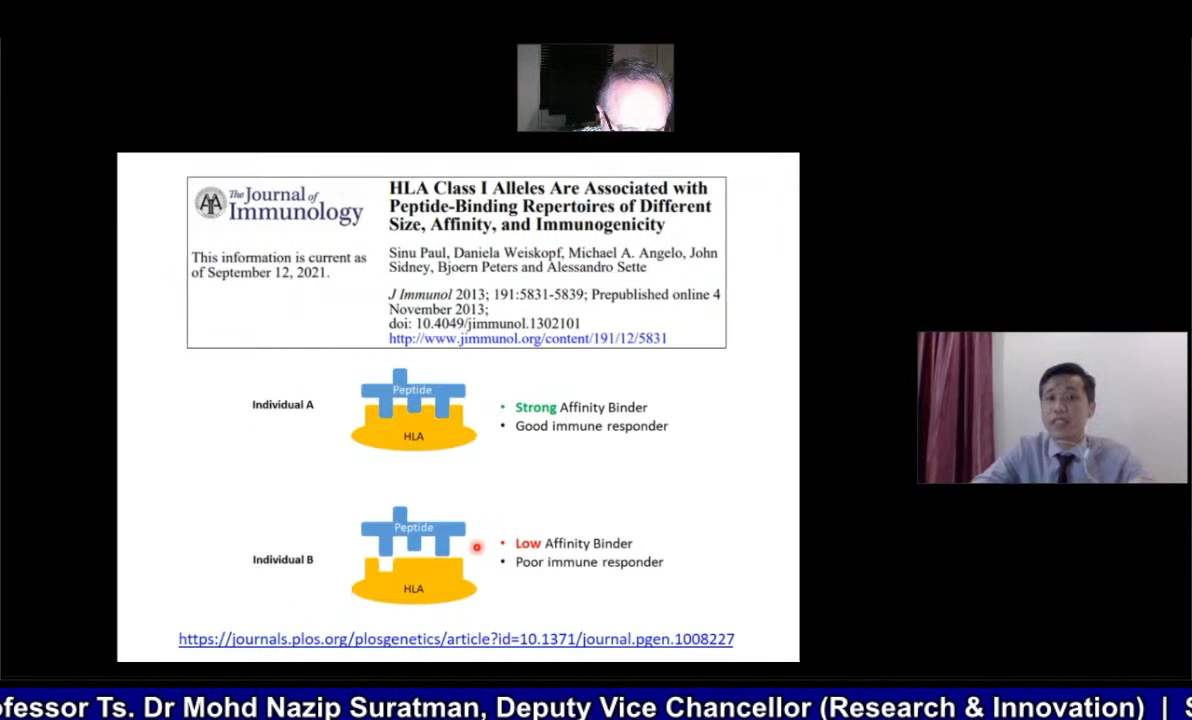 The Journal of
Immunology
This information is current as
of September 12, 2021.
HLA Class I Alleles Are Associated with
Peptide-Binding Repertoires of Different
Size, Affinity, and Immunogenicity
Sinu Paul, Daniela Weiskopf, Michael A. Angelo, John
Sidney, Bjoern Peters and Alessandro Sette
J Immunol 2013; 191:5831-5839; Prepublished online 4
November 2013;
doi: 10.4049/jimmunol.1302101
http://www.jimmunol.org/content/191/12/5831
Individual A
Peptide
HLA
• Strong Affinity Binder
• Good immune responder
Individual B
Peptide
HLA
• Low Affinity Binder
• Poor immune responder
https://journals.plos.org/plosgenetics/article?id=10.1371/journal.pgen.1008227
ofessor Ts. Dr Mohd Nazip Suratman, Deputy Vice Chancellor (Research & Innovation) | S